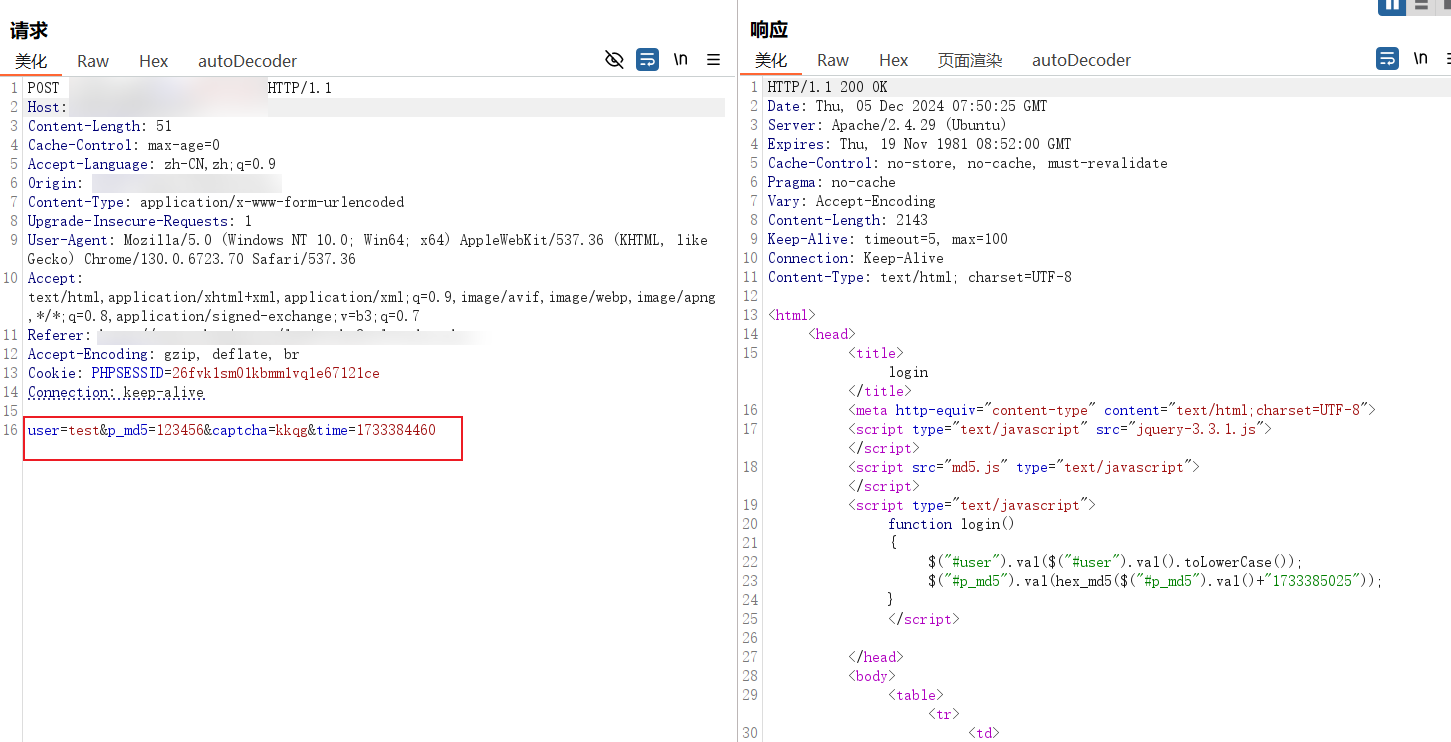 请求
美化 Raw Hex autoDecoder \n
1 POST HTTP/1.1
2 Host:
3 Content-Length: 51
4 Cache-Control: max-age=0
5 Accept-Language: zh-CN,zh;q=0.9
6 Origin:
7 Content-Type: application/x-www-form-urlencoded
8 Upgrade-Insecure-Requests: 1
9 User-Agent: Mozilla/5.0 (Windows NT 10.0; Win64; x64) AppleWebKit/537.36 (KHTML, like
Gecko) Chrome/130.0.6723.70 Safari/537.36
10 Accept:
text/html,application/xhtml+xml,application/xml;q=0.9,image/avif,image/webp,image/apng
,*/*;q=0.8,application/signed-exchange;v=b3;q=0.7
11 Referer:
12 Accept-Encoding: gzip, deflate, br
13 Cookie: PHPSESSID=26fvk1sm01kbmm1vq1e67121ce
14 Connection: keep-alive
15
16 user=test&p_md5=123456&captcha=kkqg&time=1733384460
响应
美化 Raw Hex 页面渲染 autoDecoder \n
1 HTTP/1.1 200 OK
2 Date: Thu, 05 Dec 2024 07:50:25 GMT
3 Server: Apache/2.4.29 (Ubuntu)
4 Expires: Thu, 19 Nov 1981 08:52:00 GMT
5 Cache-Control: no-store, no-cache, must-revalidate
6 Pragma: no-cache
7 Vary: Accept-Encoding
8 Content-Length: 2143
9 Keep-Alive: timeout=5, max=100
10 Connection: Keep-Alive
11 Content-Type: text/html; charset=UTF-8
12
13 <html>
14 <head>
15 <title>
login
</title>
16 <meta http-equiv="content-type" content="text/html;charset=UTF-8">
17 <script type="text/javascript" src="jquery-3.3.1.js">
</script>
18 <script src="md5.js" type="text/javascript">
</script>
19 <script type="text/javascript">
20 function login()
21 {
22 $("#user").val($("#user").val().toLowerCase());
23 $("#p_md5").val(hex_md5($("#p_md5").val()+"1733385025"));
24 }
25 </script>
26
27 </head>
28 <body>
29 <table>
<tr>
30 <td>